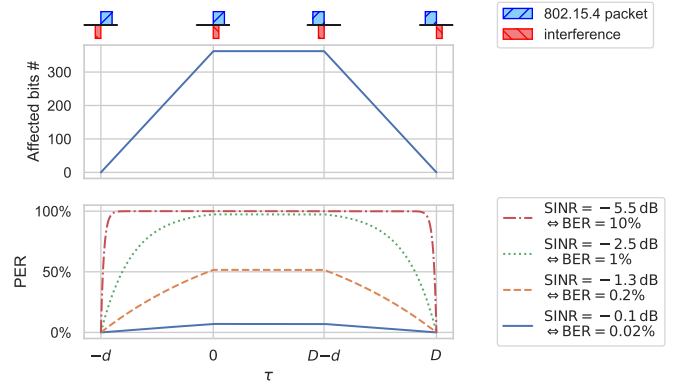 802.15.4 packet
interference
Affected bits #
300
200
100
0
PER
100%
50%
0%
−d
0
D−d
D
τ
SINR = −5.5 dB
⇔ BER = 10%
SINR = −2.5 dB
⇔ BER = 1%
SINR = −1.3 dB
⇔ BER = 0.2%
SINR = −0.1 dB
⇔ BER = 0.02%